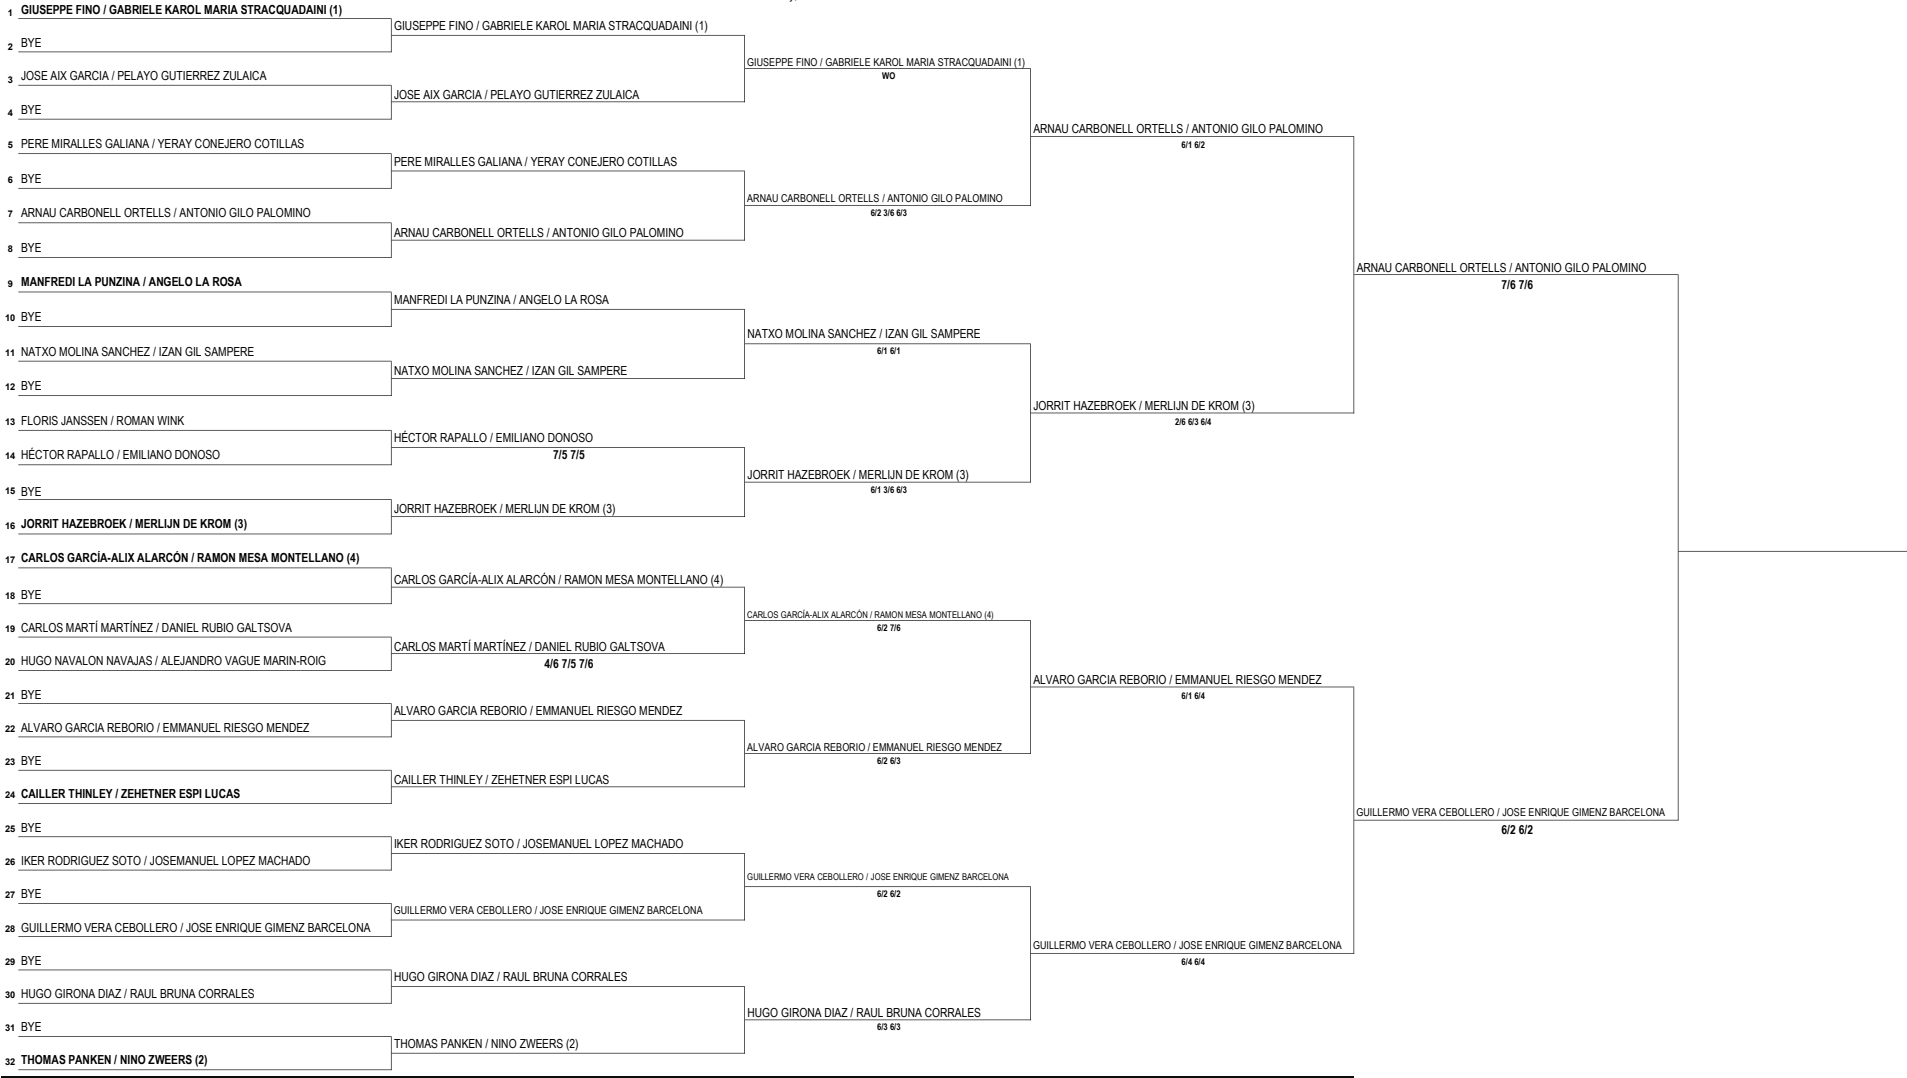 1 GIUSEPPE FINO / GABRIELE KAROL MARIA STRACQUADAINI (1)
GIUSEPPE FINO / GABRIELE KAROL MARIA STRACQUADAINI (1)
2 BYE
GIUSEPPE FINO / GABRIELE KAROL MARIA STRACQUADAINI (1)
WO
3 JOSE AIX GARCIA / PELAYO GUTIERREZ ZULAICA
JOSE AIX GARCIA / PELAYO GUTIERREZ ZULAICA
4 BYE
ARNAU CARBONELL ORTELLS / ANTONIO GILO PALOMINO
6/1 6/2
5 PERE MIRALLES GALIANA / YERAY CONEJERO COTILLAS
PERE MIRALLES GALIANA / YERAY CONEJERO COTILLAS
6 BYE
ARNAU CARBONELL ORTELLS / ANTONIO GILO PALOMINO
6/2 3/6 6/3
7 ARNAU CARBONELL ORTELLS / ANTONIO GILO PALOMINO
ARNAU CARBONELL ORTELLS / ANTONIO GILO PALOMINO
8 BYE
ARNAU CARBONELL ORTELLS / ANTONIO GILO PALOMINO
7/6 7/6
9 MANFREDI LA PUNZINA / ANGELO LA ROSA
MANFREDI LA PUNZINA / ANGELO LA ROSA
10 BYE
NATXO MOLINA SANCHEZ / IZAN GIL SAMPERE
6/1 6/1
11 NATXO MOLINA SANCHEZ / IZAN GIL SAMPERE
NATXO MOLINA SANCHEZ / IZAN GIL SAMPERE
12 BYE
JORRIT HAZEBROEK / MERLIJN DE KROM (3)
2/6 6/3 6/4
13 FLORIS JANSSEN / ROMAN WINK
HÉCTOR RAPALLO / EMILIANO DONOSO
7/5 7/5
14 HÉCTOR RAPALLO / EMILIANO DONOSO
JORRIT HAZEBROEK / MERLIJN DE KROM (3)
6/1 3/6 6/3
15 BYE
JORRIT HAZEBROEK / MERLIJN DE KROM (3)
16 JORRIT HAZEBROEK / MERLIJN DE KROM (3)
17 CARLOS GARCÍA-ALIX ALARCÓN / RAMON MESA MONTELLANO (4)
CARLOS GARCÍA-ALIX ALARCÓN / RAMON MESA MONTELLANO (4)
18 BYE
CARLOS GARCÍA-ALIX ALARCÓN / RAMON MESA MONTELLANO (4)
6/2 7/6
19 CARLOS MARTÍ MARTÍNEZ / DANIEL RUBIO GALTSOVA
CARLOS MARTÍ MARTÍNEZ / DANIEL RUBIO GALTSOVA
4/6 7/5 7/6
20 HUGO NAVALON NAVAJAS / ALEJANDRO VAGUE MARIN-ROIG
ALVARO GARCIA REBORIO / EMMANUEL RIESGO MENDEZ
6/1 6/4
21 BYE
ALVARO GARCIA REBORIO / EMMANUEL RIESGO MENDEZ
22 ALVARO GARCIA REBORIO / EMMANUEL RIESGO MENDEZ
ALVARO GARCIA REBORIO / EMMANUEL RIESGO MENDEZ
6/2 6/3
23 BYE
CAILLER THINLEY / ZEHETNER ESPI LUCAS
24 CAILLER THINLEY / ZEHETNER ESPI LUCAS
GUILLERMO VERA CEBOLLERO / JOSE ENRIQUE GIMENZ BARCELONA
6/2 6/2
25 BYE
IKER RODRIGUEZ SOTO / JOSEMANUEL LOPEZ MACHADO
26 IKER RODRIGUEZ SOTO / JOSEMANUEL LOPEZ MACHADO
GUILLERMO VERA CEBOLLERO / JOSE ENRIQUE GIMENZ BARCELONA
6/2 6/2
27 BYE
GUILLERMO VERA CEBOLLERO / JOSE ENRIQUE GIMENZ BARCELONA
28 GUILLERMO VERA CEBOLLERO / JOSE ENRIQUE GIMENZ BARCELONA
GUILLERMO VERA CEBOLLERO / JOSE ENRIQUE GIMENZ BARCELONA
6/4 6/4
29 BYE
HUGO GIRONA DIAZ / RAUL BRUNA CORRALES
30 HUGO GIRONA DIAZ / RAUL BRUNA CORRALES
HUGO GIRONA DIAZ / RAUL BRUNA CORRALES
6/3 6/3
31 BYE
THOMAS PANKEN / NINO ZWEERS (2)
32 THOMAS PANKEN / NINO ZWEERS (2)